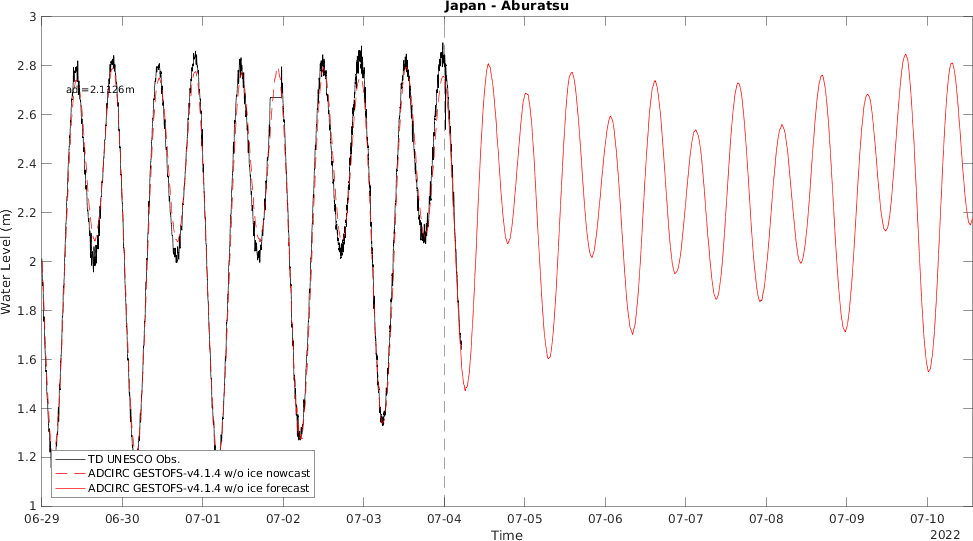 Japan - Aburatsu
3
2.8
2.6
2.4
2.2
2
1.8
1.6
1.4
1.2
1
Water Level (m)
adj=2.1126m
TD UNESCO Obs.
ADCIRC GESTOFS-v4.1.4 w/o ice nowcast
ADCIRC GESTOFS-v4.1.4 w/o ice forecast
06-29 06-30 07-01 07-02 07-03 07-04 07-05 07-06 07-07 07-08 07-09 07-10
Time
2022